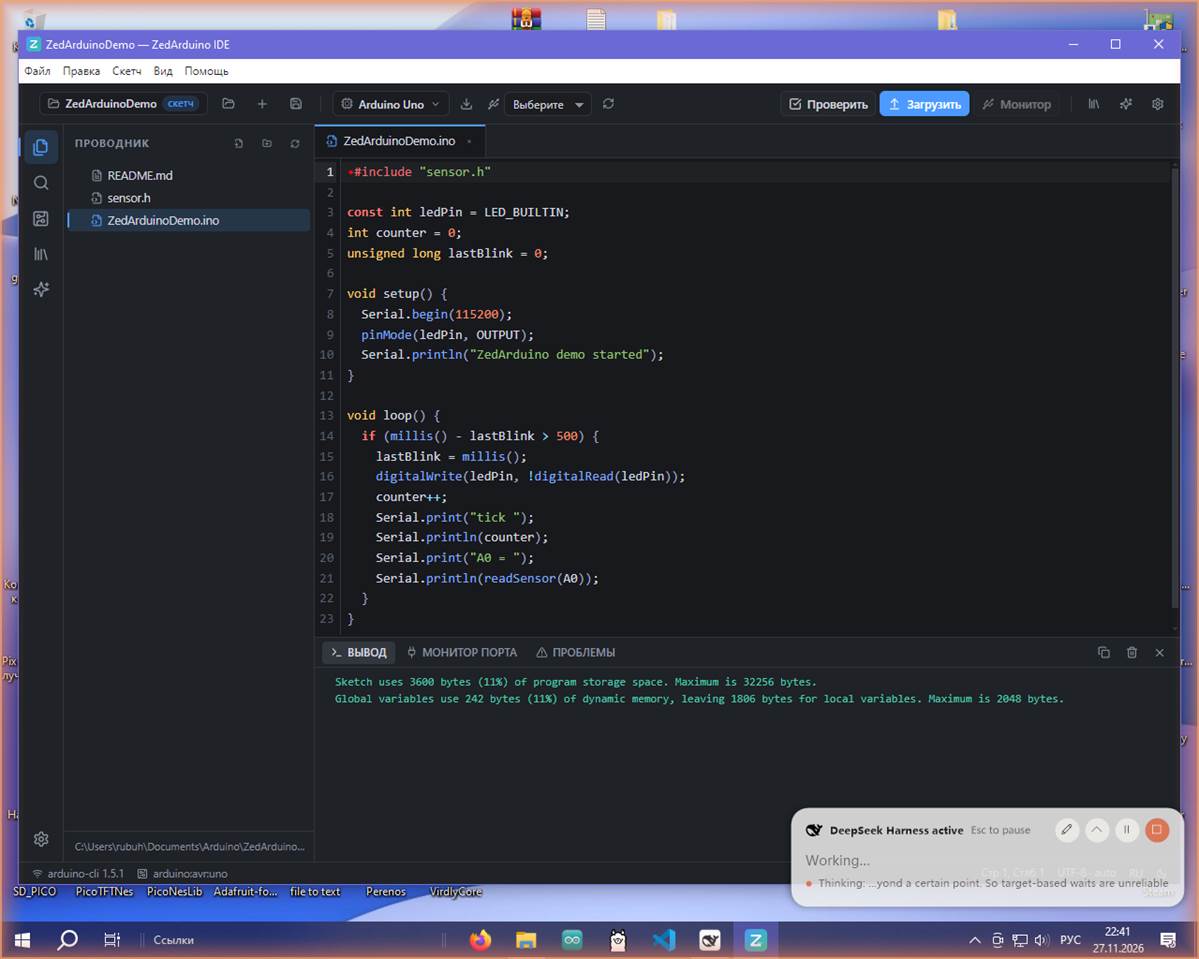 ZedArduinoDemo — ZedArduino IDE
Файл Правка Скетч Вид Помощь
ZedArduinoDemo скетч Arduino Uno Выберите Проверить Загрузить Монитор
ПРОВОДНИК
README.md
sensor.h
ZedArduinoDemo.ino
C:\Users\rubuh\Documents\Arduino\ZedArduino...
ZedArduinoDemo.ino
1 #include "sensor.h"
2
3 const int ledPin = LED_BUILTIN;
4 int counter = 0;
5 unsigned long lastBlink = 0;
6
7 void setup() {
8 Serial.begin(115200);
9 pinMode(ledPin, OUTPUT);
10 Serial.println("ZedArduino demo started");
11 }
12
13 void loop() {
14 if (millis() - lastBlink > 500) {
15 lastBlink = millis();
16 digitalWrite(ledPin, !digitalRead(ledPin));
17 counter++;
18 Serial.print("tick ");
19 Serial.println(counter);
20 Serial.print("A0 = ");
21 Serial.println(readSensor(A0));
22 }
23 }
ВЫВОД МОНИТОР ПОРТА ПРОБЛЕМЫ
Sketch uses 3600 bytes (11%) of program storage space. Maximum is 32256 bytes.
Global variables use 242 bytes (11%) of dynamic memory, leaving 1806 bytes for local variables. Maximum is 2048 bytes.
DeepSeek Harness active Esc to pause
Working...
Thinking: ...yond a certain point. So target-based waits are unreliable
arduino-cli 1.5.1 arduino:avr:uno
SD_PICO PicoTFTNes PicoNesLib Adafruit-fo... file to text Perenos VirdlyCore
Ссылки
РУС
22:41
27.11.2026